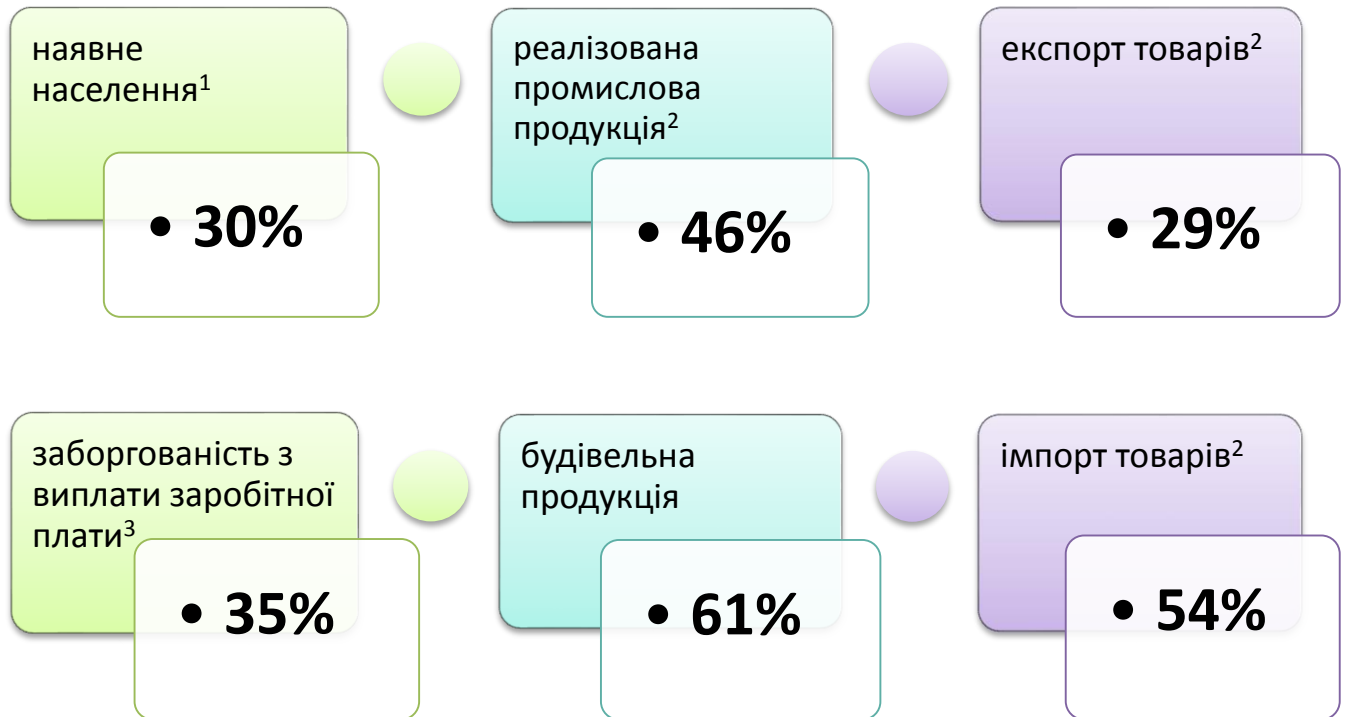 наявне
населення¹
• 30%
реалізована
промислова
продукція²
• 46%
експорт товарів²
• 29%
заборгованість з
виплати заробітної
плати³
• 35%
будівельна
продукція
• 61%
імпорт товарів²
• 54%